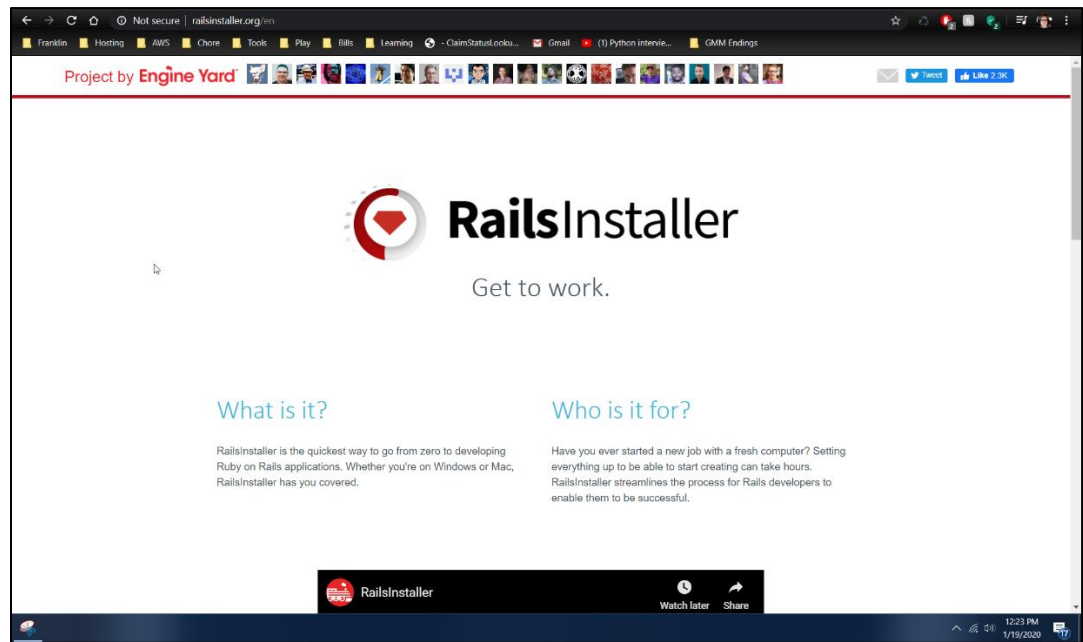 Not secure | railsinstaller.org/en
Franklin Hosting AWS Chore Tools Play Bills Learning - ClaimStatusLooku... Gmail (1) Python intervie... GMM Endings
Project by Engine Yard Tweet Like 2.3K
RailsInstaller
Get to work.
What is it?
RailsInstaller is the quickest way to go from zero to developing
Ruby on Rails applications. Whether you're on Windows or Mac,
RailsInstaller has you covered.
Who is it for?
Have you ever started a new job with a fresh computer? Setting
everything up to be able to start creating can take hours.
RailsInstaller streamlines the process for Rails developers to
enable them to be successful.
RailsInstaller
Watch later Share
12:23 PM
1/19/2020
17